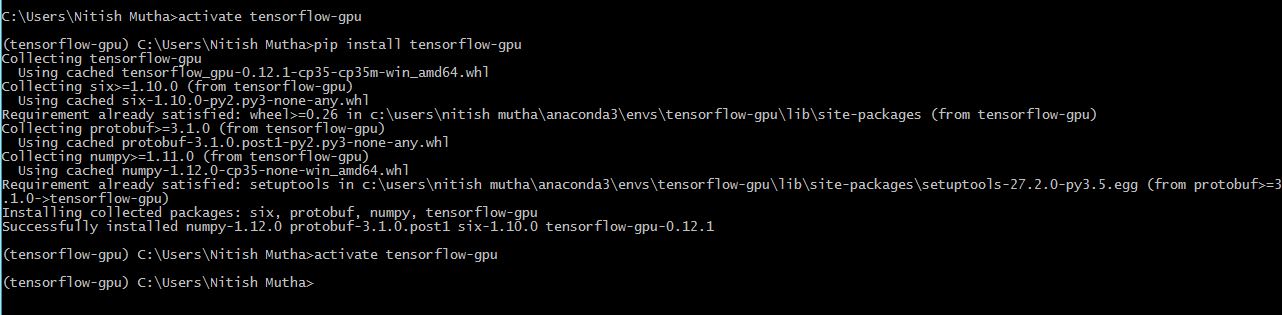 C:\Users\Nitish Mutha>activate tensorflow-gpu
(tensorflow-gpu) C:\Users\Nitish Mutha>pip install tensorflow-gpu
Collecting tensorflow-gpu
  Using cached tensorflow_gpu-0.12.1-cp35-cp35m-win_amd64.whl
Collecting six>=1.10.0 (from tensorflow-gpu)
  Using cached six-1.10.0-py2.py3-none-any.whl
Requirement already satisfied: wheel>=0.26 in c:\users\nitish mutha\anaconda3\envs\tensorflow-gpu\lib\site-packages (from tensorflow-gpu)
Collecting protobuf>=3.1.0 (from tensorflow-gpu)
  Using cached protobuf-3.1.0.post1-py2.py3-none-any.whl
Collecting numpy>=1.11.0 (from tensorflow-gpu)
  Using cached numpy-1.12.0-cp35-none-win_amd64.whl
Requirement already satisfied: setuptools in c:\users\nitish mutha\anaconda3\envs\tensorflow-gpu\lib\site-packages\setuptools-27.2.0-py3.5.egg (from protobuf>=3
.1.0->tensorflow-gpu)
Installing collected packages: six, protobuf, numpy, tensorflow-gpu
Successfully installed numpy-1.12.0 protobuf-3.1.0.post1 six-1.10.0 tensorflow-gpu-0.12.1
(tensorflow-gpu) C:\Users\Nitish Mutha>activate tensorflow-gpu
(tensorflow-gpu) C:\Users\Nitish Mutha>